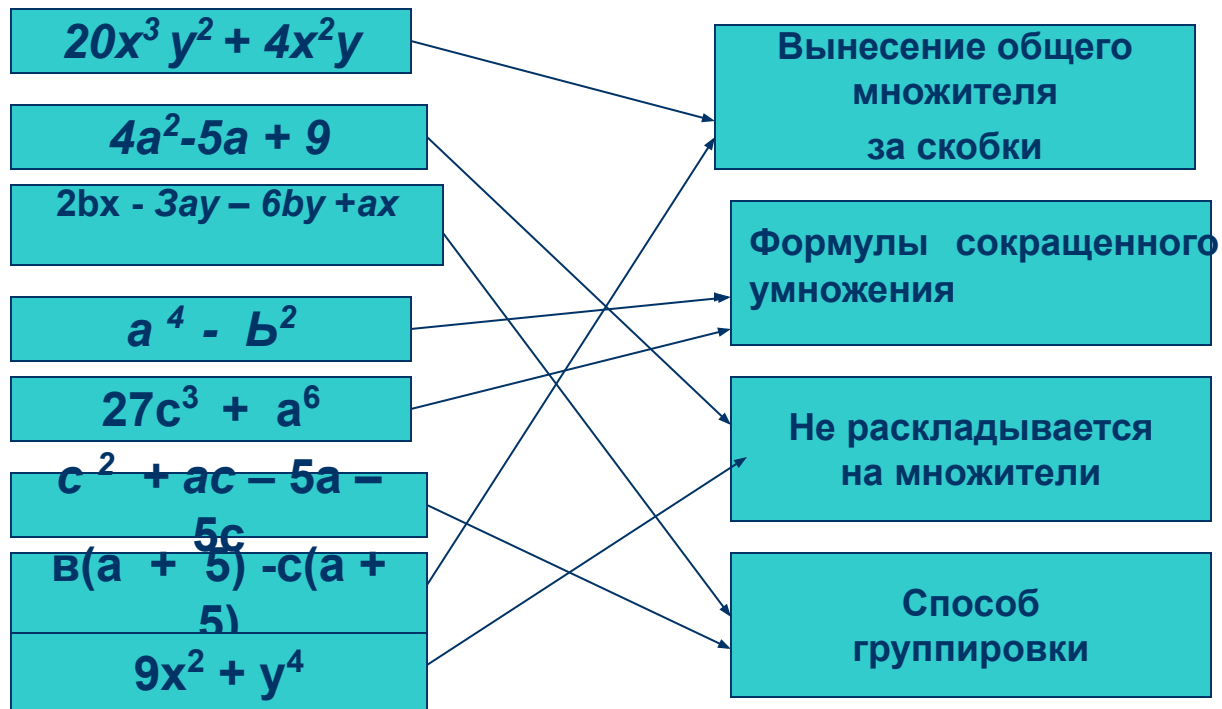 20x³ y² + 4x²y
4a²-5a + 9
2bx - 3ay – 6by +ax
a ⁴ - Ь²
27c³ + a⁶
c ² + ac – 5a –
5c
в(a + 5) -c(a +
5)
9x² + y⁴
Вынесение общего
множителя
за скобки
Формулы сокращенного
умножения
Не раскладывается
на множители
Способ
группировки